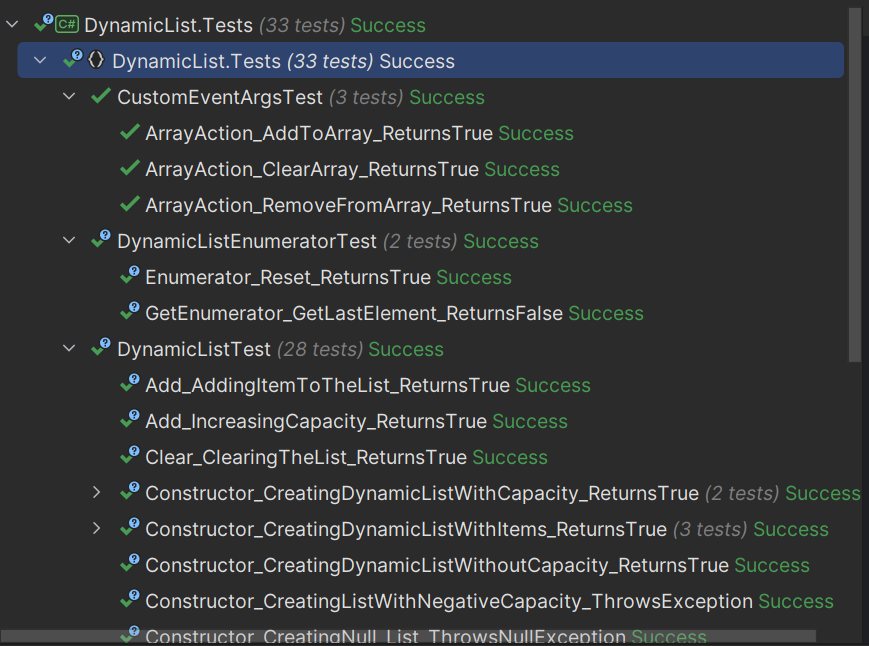 C# DynamicList.Tests (33 tests) Success
DynamicList.Tests (33 tests) Success
CustomEventArgsTest (3 tests) Success
ArrayAction_AddToArray_ReturnsTrue Success
ArrayAction_ClearArray_ReturnsTrue Success
ArrayAction_RemoveFromArray_ReturnsTrue Success
DynamicListEnumeratorTest (2 tests) Success
Enumerator_Reset_ReturnsTrue Success
GetEnumerator_GetLastElement_ReturnsFalse Success
DynamicListTest (28 tests) Success
Add_AddingItemToTheList_ReturnsTrue Success
Add_IncreasingCapacity_ReturnsTrue Success
Clear_ClearingTheList_ReturnsTrue Success
Constructor_CreatingDynamicListWithCapacity_ReturnsTrue (2 tests) Success
Constructor_CreatingDynamicListWithItems_ReturnsTrue (3 tests) Success
Constructor_CreatingDynamicListWithoutCapacity_ReturnsTrue Success
Constructor_CreatingListWithNegativeCapacity_ThrowsException Success
Constructor_CreatingNull_List_ThrowsNullException Success